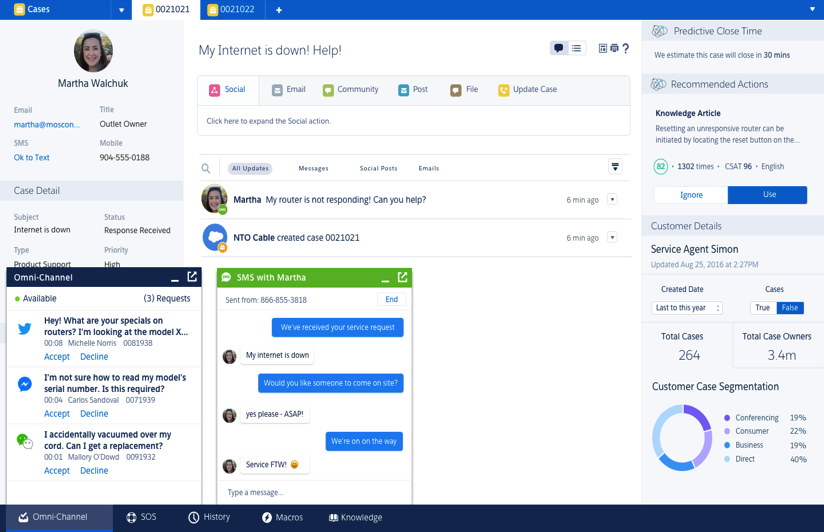 Cases
0021021
0021022
+
Martha Walchuk
Email
Title
martha@moscon...
Outlet Owner
SMS
Mobile
Ok to Text
904-555-0188
Case Detail
Subject
Status
Internet is down
Response Received
Type
Priority
Product Support
High
My Internet is down! Help!
?
Social
Email
Community
Post
File
Update Case
Click here to expand the Social action.
All Updates
Messages
Social Posts
Emails
Martha My router is not responding! Can you help?
6 min ago
NTO Cable created case 0021021
6 min ago
Predictive Close Time
We estimate this case will close in 30 mins
Recommended Actions
Knowledge Article
Resetting an unresponsive router can be
initiated by locating the reset button on the...
82 • 1302 times • CSAT 96 • English
Ignore
Use
Customer Details
Service Agent Simon
Updated Aug 25, 2016 at 2:27PM
Created Date
Cases
Last to this year
True
False
Total Cases
Total Case Owners
264
3.4m
Customer Case Segmentation
Conferencing 19%
Consumer 22%
Business 19%
Direct 40%
Omni-Channel
Available
(3) Requests
Hey! What are your specials on
routers? I'm looking at the model X...
00:08 Michelle Norris 0081938
Accept Decline
I'm not sure how to read my model's
serial number. Is this required?
00:04 Carlos Sandoval 0071939
Accept Decline
I accidentally vacuumed over my
cord. Can I get a replacement?
00:01 Mallory O'Dowd 0091932
Accept Decline
SMS with Martha
Sent from: 866-855-3818
End
We've received your service request
My internet is down
Would you like someone to come on site?
yes please - ASAP!
We're on on the way
Service FTW! 😀
Type a message...
Omni-Channel
SOS
History
Macros
Knowledge